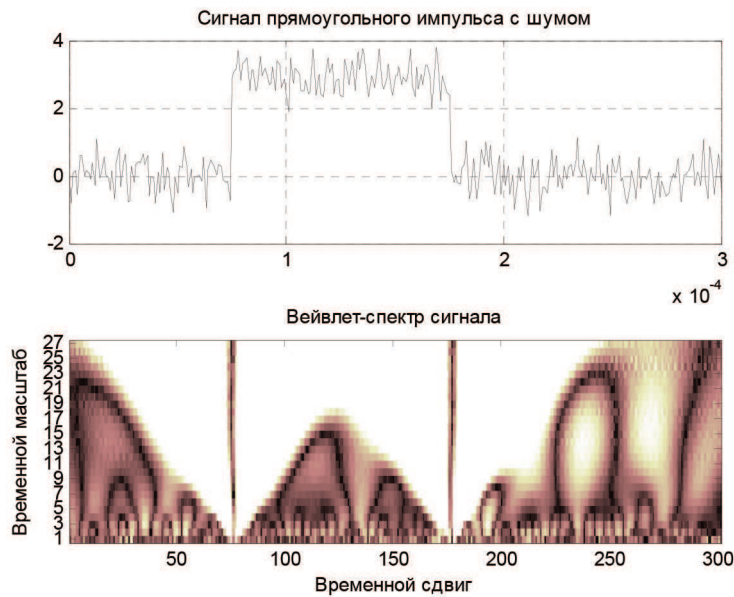 Сигнал прямоугольного импульса с шумом
4
2
0
-2
0 1 2 3
x 10⁻⁴
Вейвлет-спектр сигнала
Временной масштаб
27
25
23
21
19
17
15
13
11
9
7
5
3
1
50 100 150 200 250 300
Временной сдвиг